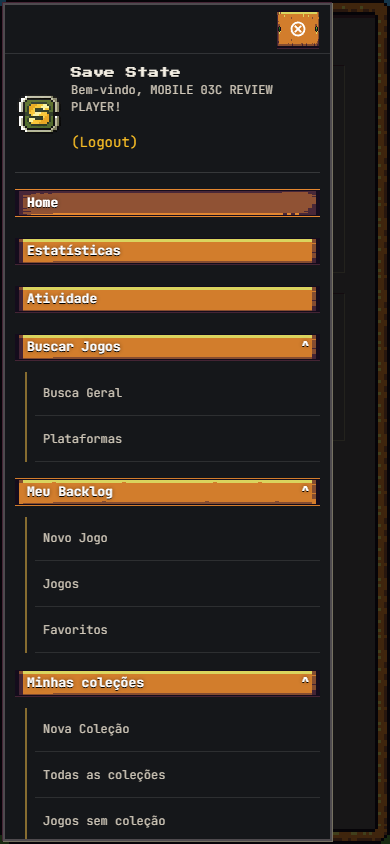 Save State
Bem-vindo, MOBILE 03C REVIEW
PLAYER!
S
(Logout)
Home
Estatísticas
Atividade
Buscar Jogos ^
Busca Geral
Plataformas
Meu Backlog ^
Novo Jogo
Jogos
Favoritos
Minhas coleções ^
Nova Coleção
Todas as coleções
Jogos sem coleção